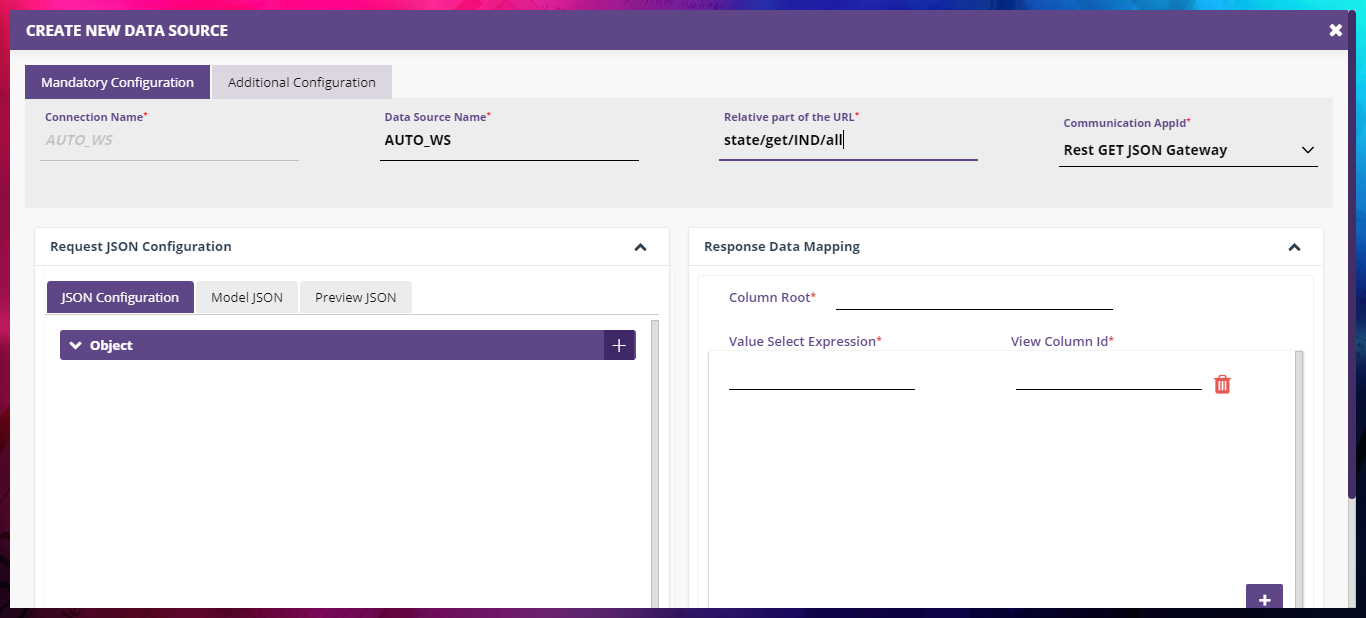 CREATE NEW DATA SOURCE
Mandatory Configuration
Additional Configuration
Connection Name*
Data Source Name*
Relative part of the URL*
Communication AppId*
AUTO_WS
AUTO_WS
state/get/IND/all
Rest GET JSON Gateway
Request JSON Configuration
JSON Configuration
Model JSON
Preview JSON
Object
Response Data Mapping
Column Root*
Value Select Expression*
View Column Id*